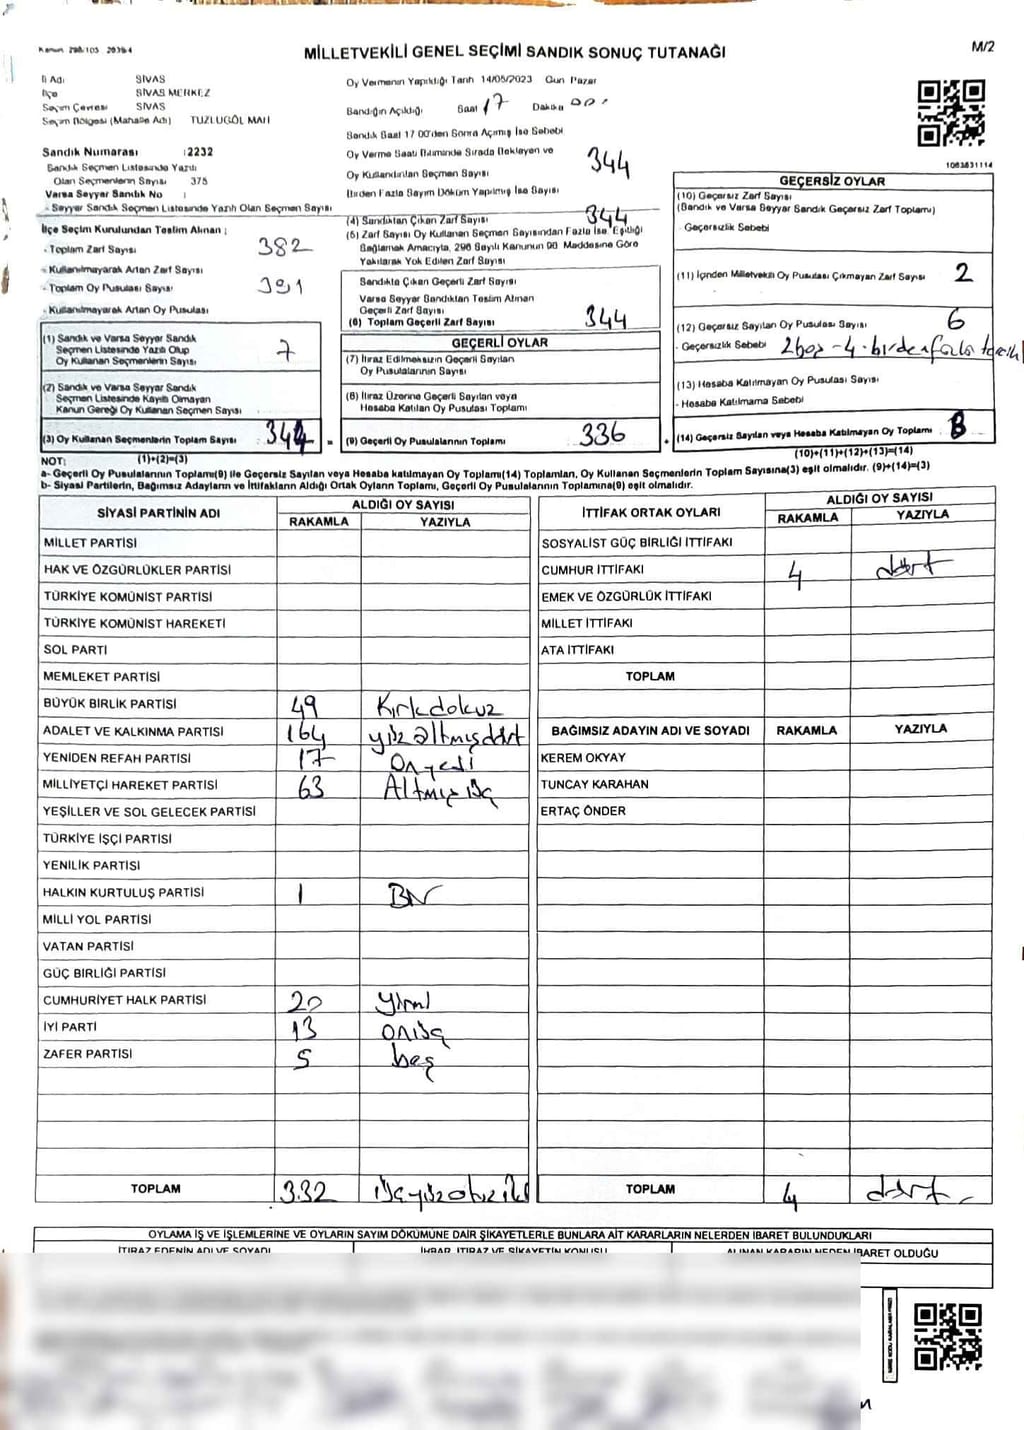 Kanun 298/103 2839/4
MİLLETVEKİLİ GENEL SEÇİMİ SANDIK SONUÇ TUTANAĞI
M/2
İl Adı SİVAS
İlçe SİVAS MERKEZ
Seçim Çevresi SİVAS
Seçim Bölgesi (Mahalle Adı) TUZLUGÖL MAH
Sandık Numarası :2232
Sandık Seçmen Listesinde Yazılı
Olan Seçmenlerin Sayısı 375
Varsa Seyyar Sandık No :
- Seyyar Sandık Seçmen Listesinde Yazılı Olan Seçmen Sayısı
İlçe Seçim Kurulundan Teslim Alınan ;
- Toplam Zarf Sayısı 382
- Kullanılmayarak Artan Zarf Sayısı
- Toplam Oy Pusulası Sayısı 391
- Kullanılmayarak Artan Oy Pusulası
(1) Sandık ve Varsa Seyyar Sandık
Seçmen Listesinde Yazılı Olup
Oy Kullanan Seçmenlerin Sayısı 7
(2) Sandık ve Varsa Seyyar Sandık
Seçmen Listesinde Kayıtlı Olmayan
Kanun Gereği Oy Kullanan Seçmen Sayısı
(3) Oy Kullanan Seçmenlerin Toplam Sayısı 344 =
(1)+(2)=(3)
Oy Vermenin Yapıldığı Tarih 14/05/2023 Gun Pazar
Sandığın Açıldığı Saat 17 Dakika 00
Sandık Saat 17 00'den Sonra Açılmış İse Sebebi
Oy Verme Saati Bitiminde Sırada Bekleyen ve
Oy Kullandırılan Seçmen Sayısı 344
Birden Fazla Sayım Döküm Yapılmış İse Sayısı
(4) Sandıktan Çıkan Zarf Sayısı 344
(5) Zarf Sayısı Oy Kullanan Seçmen Sayısından Fazla İse, Eşitliği
Sağlamak Amacıyla, 298 Sayılı Kanunun 98 Maddesine Göre
Yakılarak Yok Edilen Zarf Sayısı
Sandıkta Çıkan Geçerli Zarf Sayısı
Varsa Seyyar Sandıktan Teslim Alınan
Geçerli Zarf Sayısı
(6) Toplam Geçerli Zarf Sayısı 344
GEÇERLİ OYLAR
(7) İtiraz Edilmeksizin Geçerli Sayılan
Oy Pusulalarının Sayısı
(8) İtiraz Üzerine Geçerli Sayılan veya
Hesaba Katılan Oy Pusulası Toplamı
(9) Geçerli Oy Pusulalarının Toplamı 336 +
1083831114
GEÇERSİZ OYLAR
(10) Geçersiz Zarf Sayısı
(Sandık ve Varsa Seyyar Sandık Geçersiz Zarf Toplamı)
- Geçersizlik Sebebi
(11) İçinden Milletvekili Oy Pusulası Çıkmayan Zarf Sayısı 2
(12) Geçersiz Sayılan Oy Pusulası Sayısı 6
- Geçersizlik Sebebi 2 boş - 4 birden fazla tercih
(13) Hesaba Katılmayan Oy Pusulası Sayısı
- Hesaba Katılmama Sebebi
(14) Geçersiz Sayılan veya Hesaba Katılmayan Oy Toplamı 8
(10)+(11)+(12)+(13)=(14)
NOT:
a- Geçerli Oy Pusulalarının Toplamı(9) ile Geçersiz Sayılan veya Hesaba katılmayan Oy Toplamı(14) Toplamları, Oy Kullanan Seçmenlerin Toplam Sayısına(3) eşit olmalıdır. (9)+(14)=(3)
b- Siyasi Partilerin, Bağımsız Adayların ve İttifakların Aldığı Ortak Oyların Toplamı, Geçerli Oy Pusulalarının Toplamına(9) eşit olmalıdır.
SİYASİ PARTİNİN ADI ALDIĞI OY SAYISI
RAKAMLA YAZIYLA
MİLLET PARTİSİ
HAK VE ÖZGÜRLÜKLER PARTİSİ
TÜRKİYE KOMÜNİST PARTİSİ
TÜRKİYE KOMÜNİST HAREKETİ
SOL PARTİ
MEMLEKET PARTİSİ
BÜYÜK BİRLİK PARTİSİ 49 Kırkdokuz
ADALET VE KALKINMA PARTİSİ 164 yüzaltmışdört
YENİDEN REFAH PARTİSİ 17 Onyedi
MİLLİYETÇİ HAREKET PARTİSİ 63 Altmışüç
YEŞİLLER VE SOL GELECEK PARTİSİ
TÜRKİYE İŞÇİ PARTİSİ
YENİLİK PARTİSİ
HALKIN KURTULUŞ PARTİSİ 1 Bir
MİLLİ YOL PARTİSİ
VATAN PARTİSİ
GÜÇ BİRLİĞİ PARTİSİ
CUMHURİYET HALK PARTİSİ 20 Yirmi
İYİ PARTİ 13 onüç
ZAFER PARTİSİ 5 beş
TOPLAM 332 üçyüzotuziki
İTTİFAK ORTAK OYLARI ALDIĞI OY SAYISI
RAKAMLA YAZIYLA
SOSYALİST GÜÇ BİRLİĞİ İTTİFAKI
CUMHUR İTTİFAKI 4 dört
EMEK VE ÖZGÜRLÜK İTTİFAKI
MİLLET İTTİFAKI
ATA İTTİFAKI
TOPLAM
BAĞIMSIZ ADAYIN ADI VE SOYADI RAKAMLA YAZIYLA
KEREM OKYAY
TUNCAY KARAHAN
ERTAÇ ÖNDER
TOPLAM 4 dört
OYLAMA İŞ VE İŞLEMLERİNE VE OYLARIN SAYIM DÖKÜMÜNE DAİR ŞİKAYETLERLE BUNLARA AİT KARARLARIN NELERDEN İBARET BULUNDUKLARI
İTİRAZ EDENİN ADI VE SOYADI İHBAR, İTİRAZ VE ŞİKAYETİN KONUSU ALINAN KARARIN NEDEN İBARET OLDUĞU